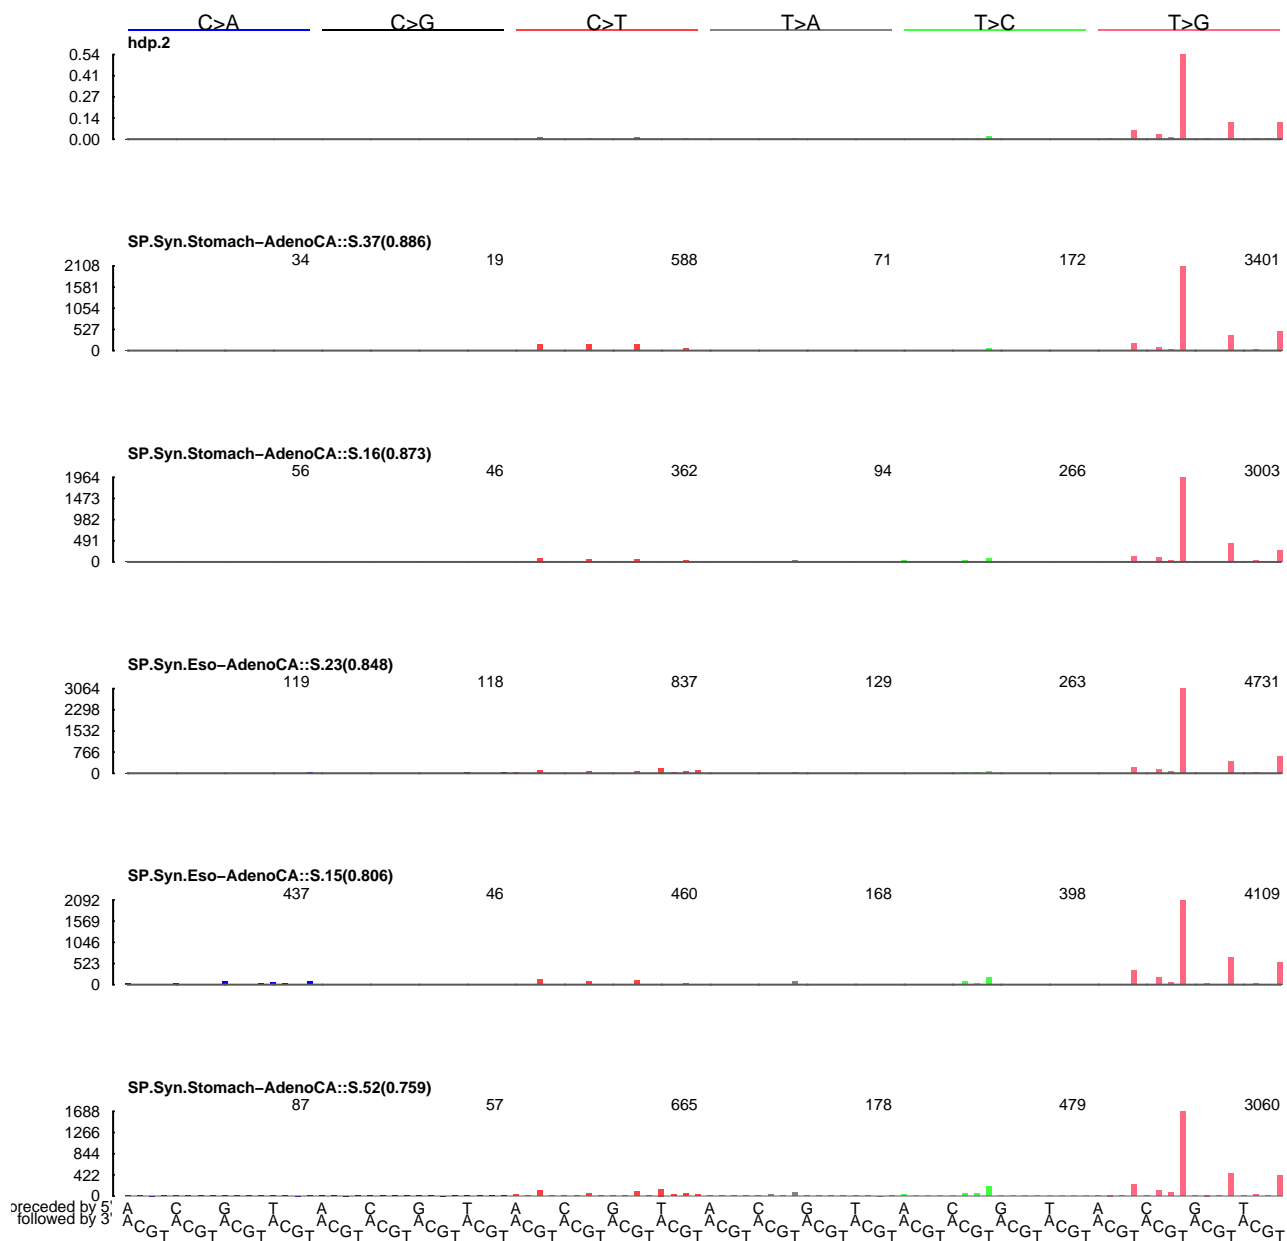 C>A C>G C>T T>A T>C T>G
hdp.2
0.54
0.41
0.27
0.14
0.00
SP.Syn.Stomach−AdenoCA::S.37(0.886)
34 19 588 71 172 3401
2108
1581
1054
527
0
SP.Syn.Stomach−AdenoCA::S.16(0.873)
56 46 362 94 266 3003
1964
1473
982
491
0
SP.Syn.Eso−AdenoCA::S.23(0.848)
119 118 837 129 263 4731
3064
2298
1532
766
0
SP.Syn.Eso−AdenoCA::S.15(0.806)
437 46 460 168 398 4109
2092
1569
1046
523
0
SP.Syn.Stomach−AdenoCA::S.52(0.759)
87 57 665 178 479 3060
1688
1266
844
422
0
preceded by 5' A C G T A C G T A C G T A C G T A C G T A C G T
followed by 3' A C G T A C G T A C G T A C G T A C G T A C G T A C G T A C G T A C G T A C G T A C G T A C G T A C G T A C G T A C G T A C G T A C G T A C G T A C G T A C G T A C G T A C G T A C G T A C G T